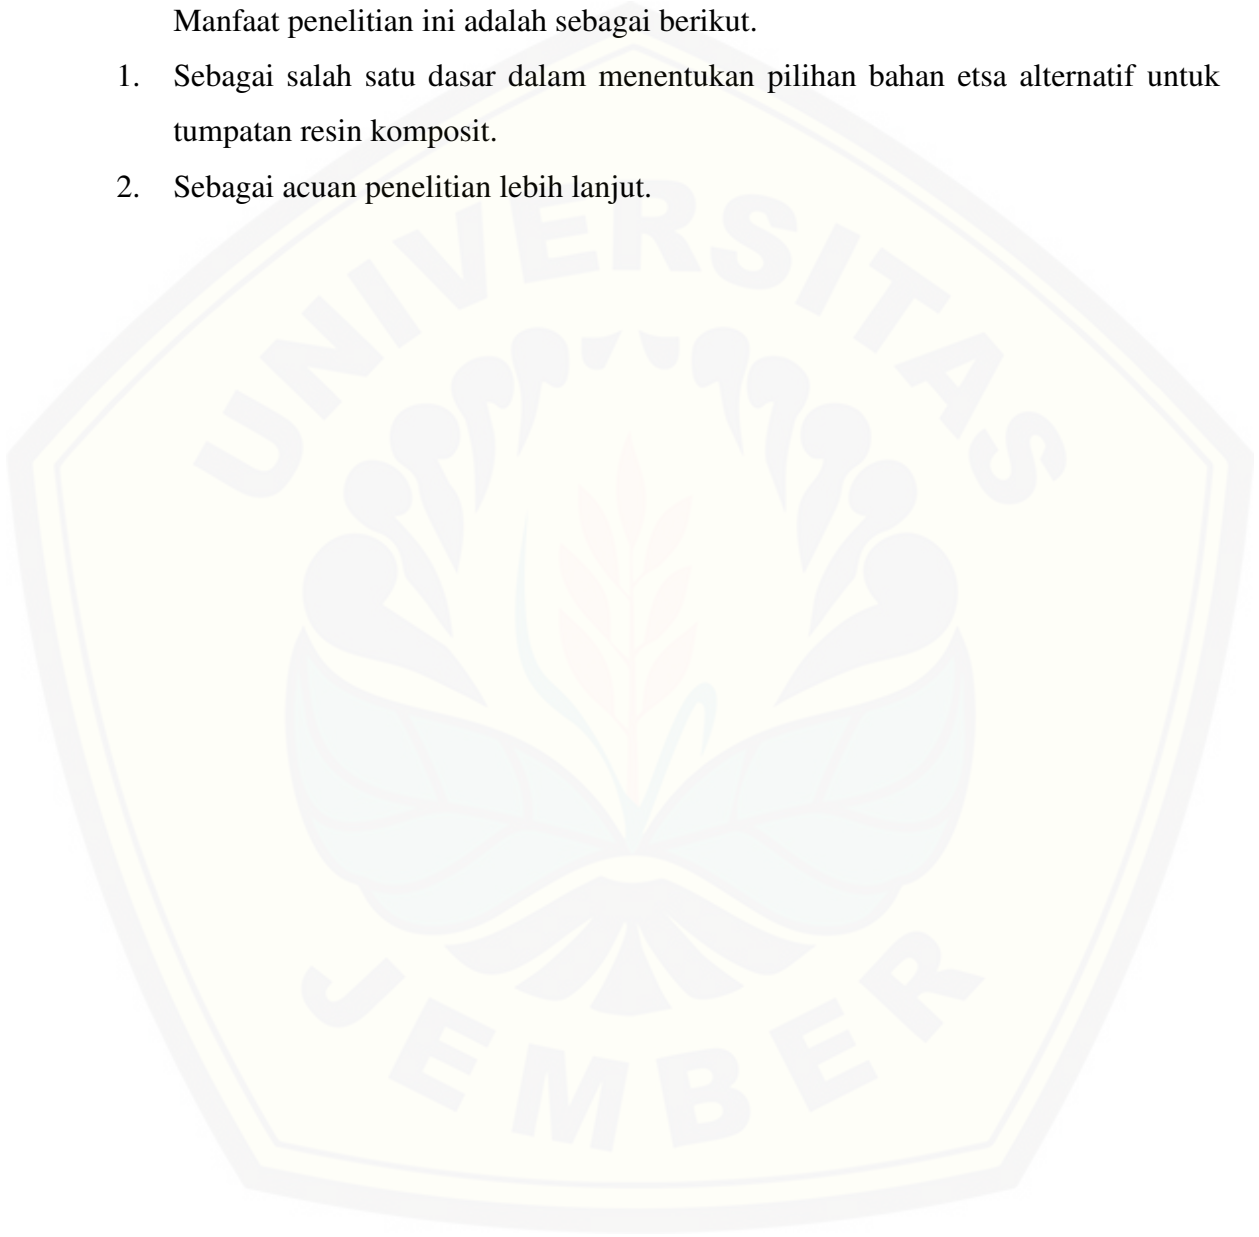 Manfaat penelitian ini adalah sebagai berikut.
1. Sebagai salah satu dasar dalam menentukan pilihan bahan etsa alternatif untuk
tumpatan resin komposit.
2. Sebagai acuan penelitian lebih lanjut.
UNIVERSITAS
JEMBER